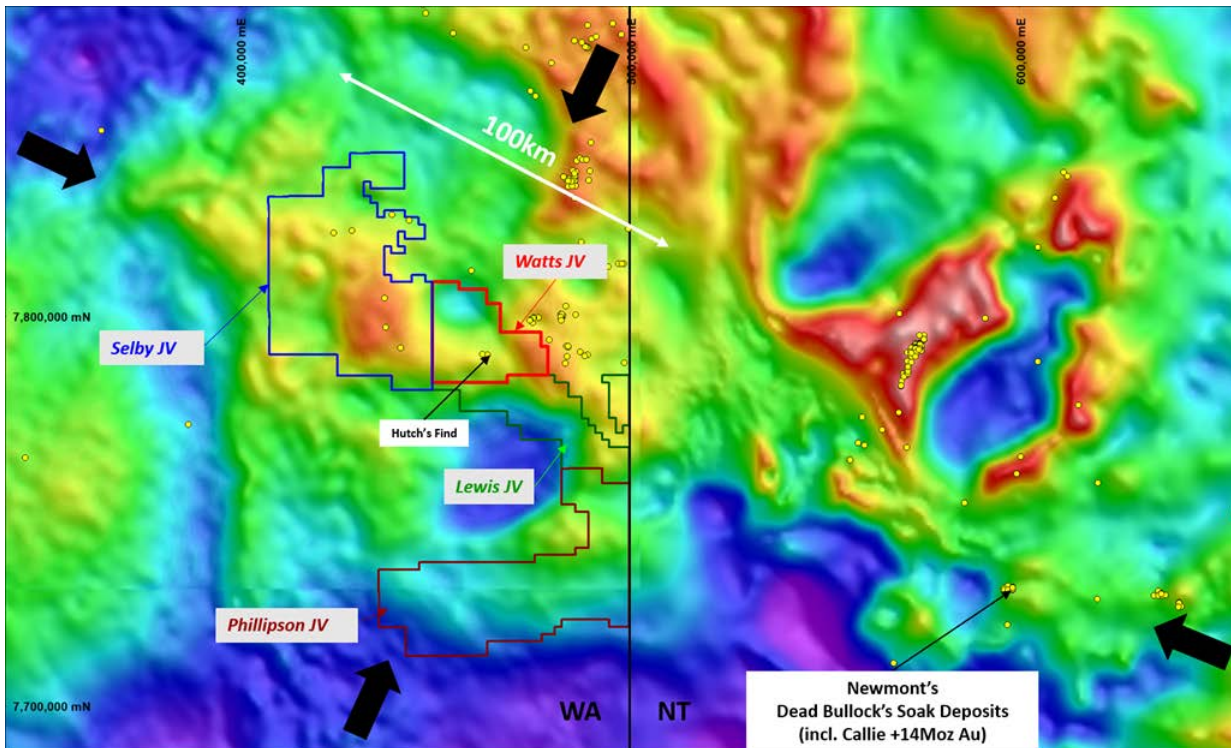 400,000 mE
500,000 mE
600,000 mE
100km
Watts JV
7,800,000 mN
Selby JV
Hutch's Find
Lewis JV
Phillipson JV
7,700,000 mN
WA
NT
Newmont's
Dead Bullock's Soak Deposits
(incl. Callie +14Moz Au)